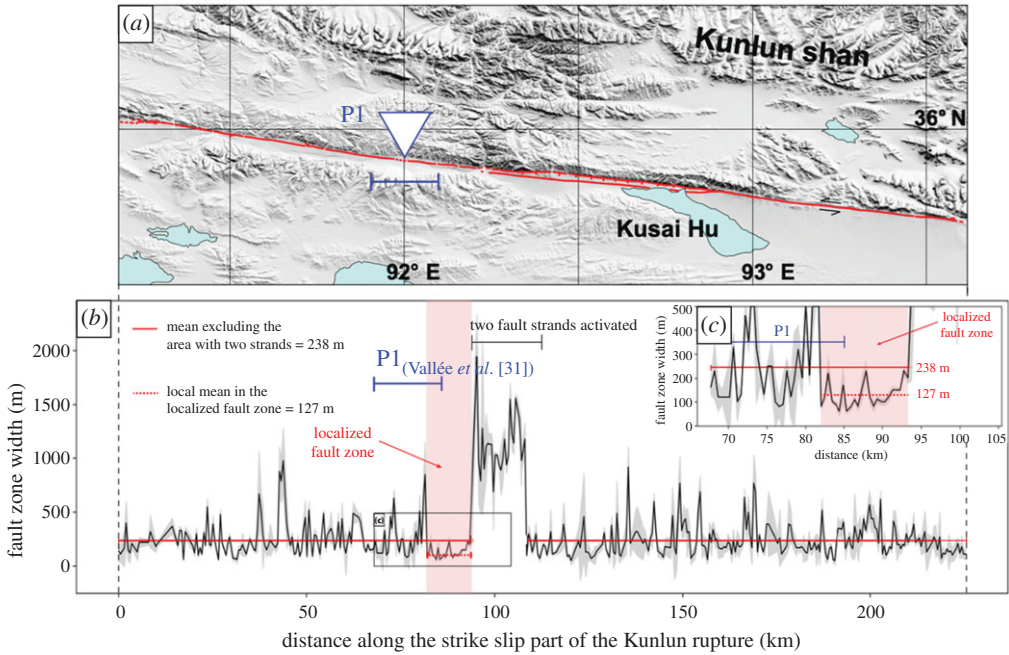 (a)
Kunlun shan
P1
36° N
Kusai Hu
92° E
93° E
(b)
mean excluding the
area with two strands = 238 m
local mean in the
localized fault zone = 127 m
two fault strands activated
P1(Vallée et al. [31])
localized
fault zone
(c)
fault zone width (m)
2000
1500
1000
500
0
0
50
100
150
200
distance along the strike slip part of the Kunlun rupture (km)
(c)
P1
localized
fault zone
238 m
127 m
fault zone width (m)
500
400
300
200
100
0
70
75
80
85
90
95
100
105
distance (km)